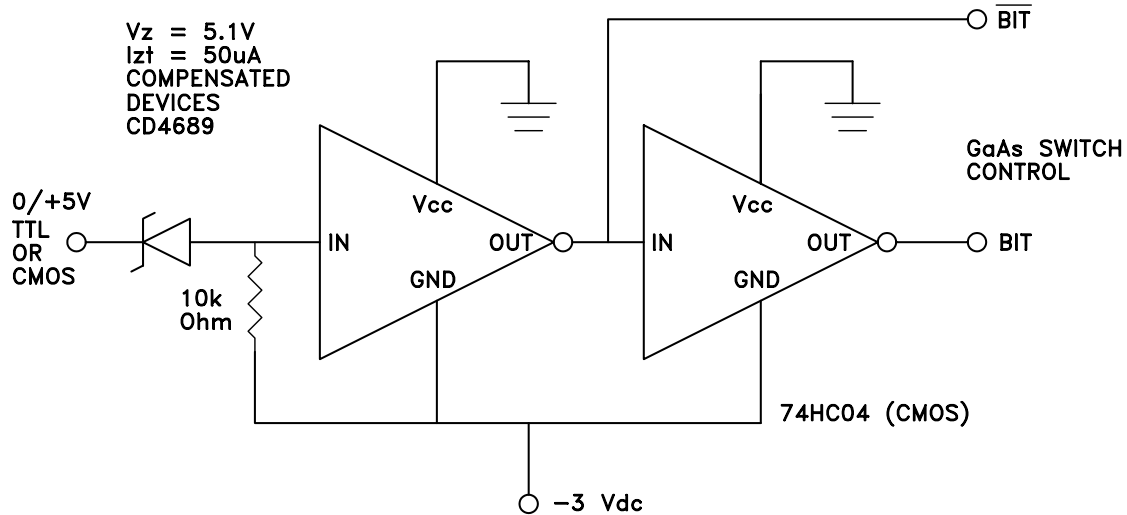 Vz = 5.1V
Izt = 50uA
COMPENSATED
DEVICES
CD4689
0/+5V
TTL
OR
CMOS
10k
Ohm
IN
Vcc
OUT
GND
IN
Vcc
OUT
GND
BIT
GaAs SWITCH
CONTROL
BIT
74HC04 (CMOS)
-3 Vdc